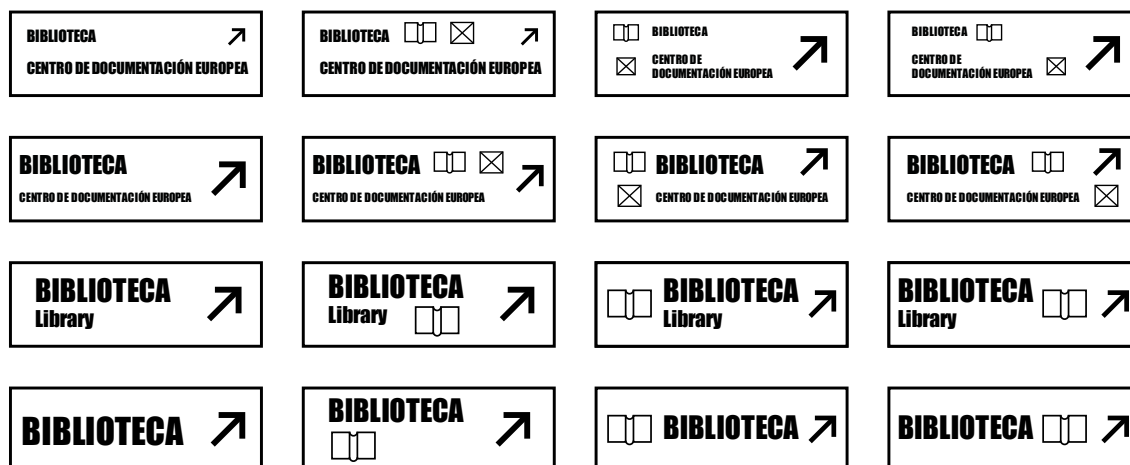 BIBLIOTECA
CENTRO DE DOCUMENTACIÓN EUROPEA
BIBLIOTECA
CENTRO DE DOCUMENTACIÓN EUROPEA
BIBLIOTECA
CENTRO DE
DOCUMENTACIÓN EUROPEA
BIBLIOTECA
CENTRO DE
DOCUMENTACIÓN EUROPEA
BIBLIOTECA
CENTRO DE DOCUMENTACIÓN EUROPEA
BIBLIOTECA
CENTRO DE DOCUMENTACIÓN EUROPEA
BIBLIOTECA
CENTRO DE DOCUMENTACIÓN EUROPEA
BIBLIOTECA
CENTRO DE DOCUMENTACIÓN EUROPEA
BIBLIOTECA
Library
BIBLIOTECA
Library
BIBLIOTECA
Library
BIBLIOTECA
Library
BIBLIOTECA
BIBLIOTECA
BIBLIOTECA
BIBLIOTECA